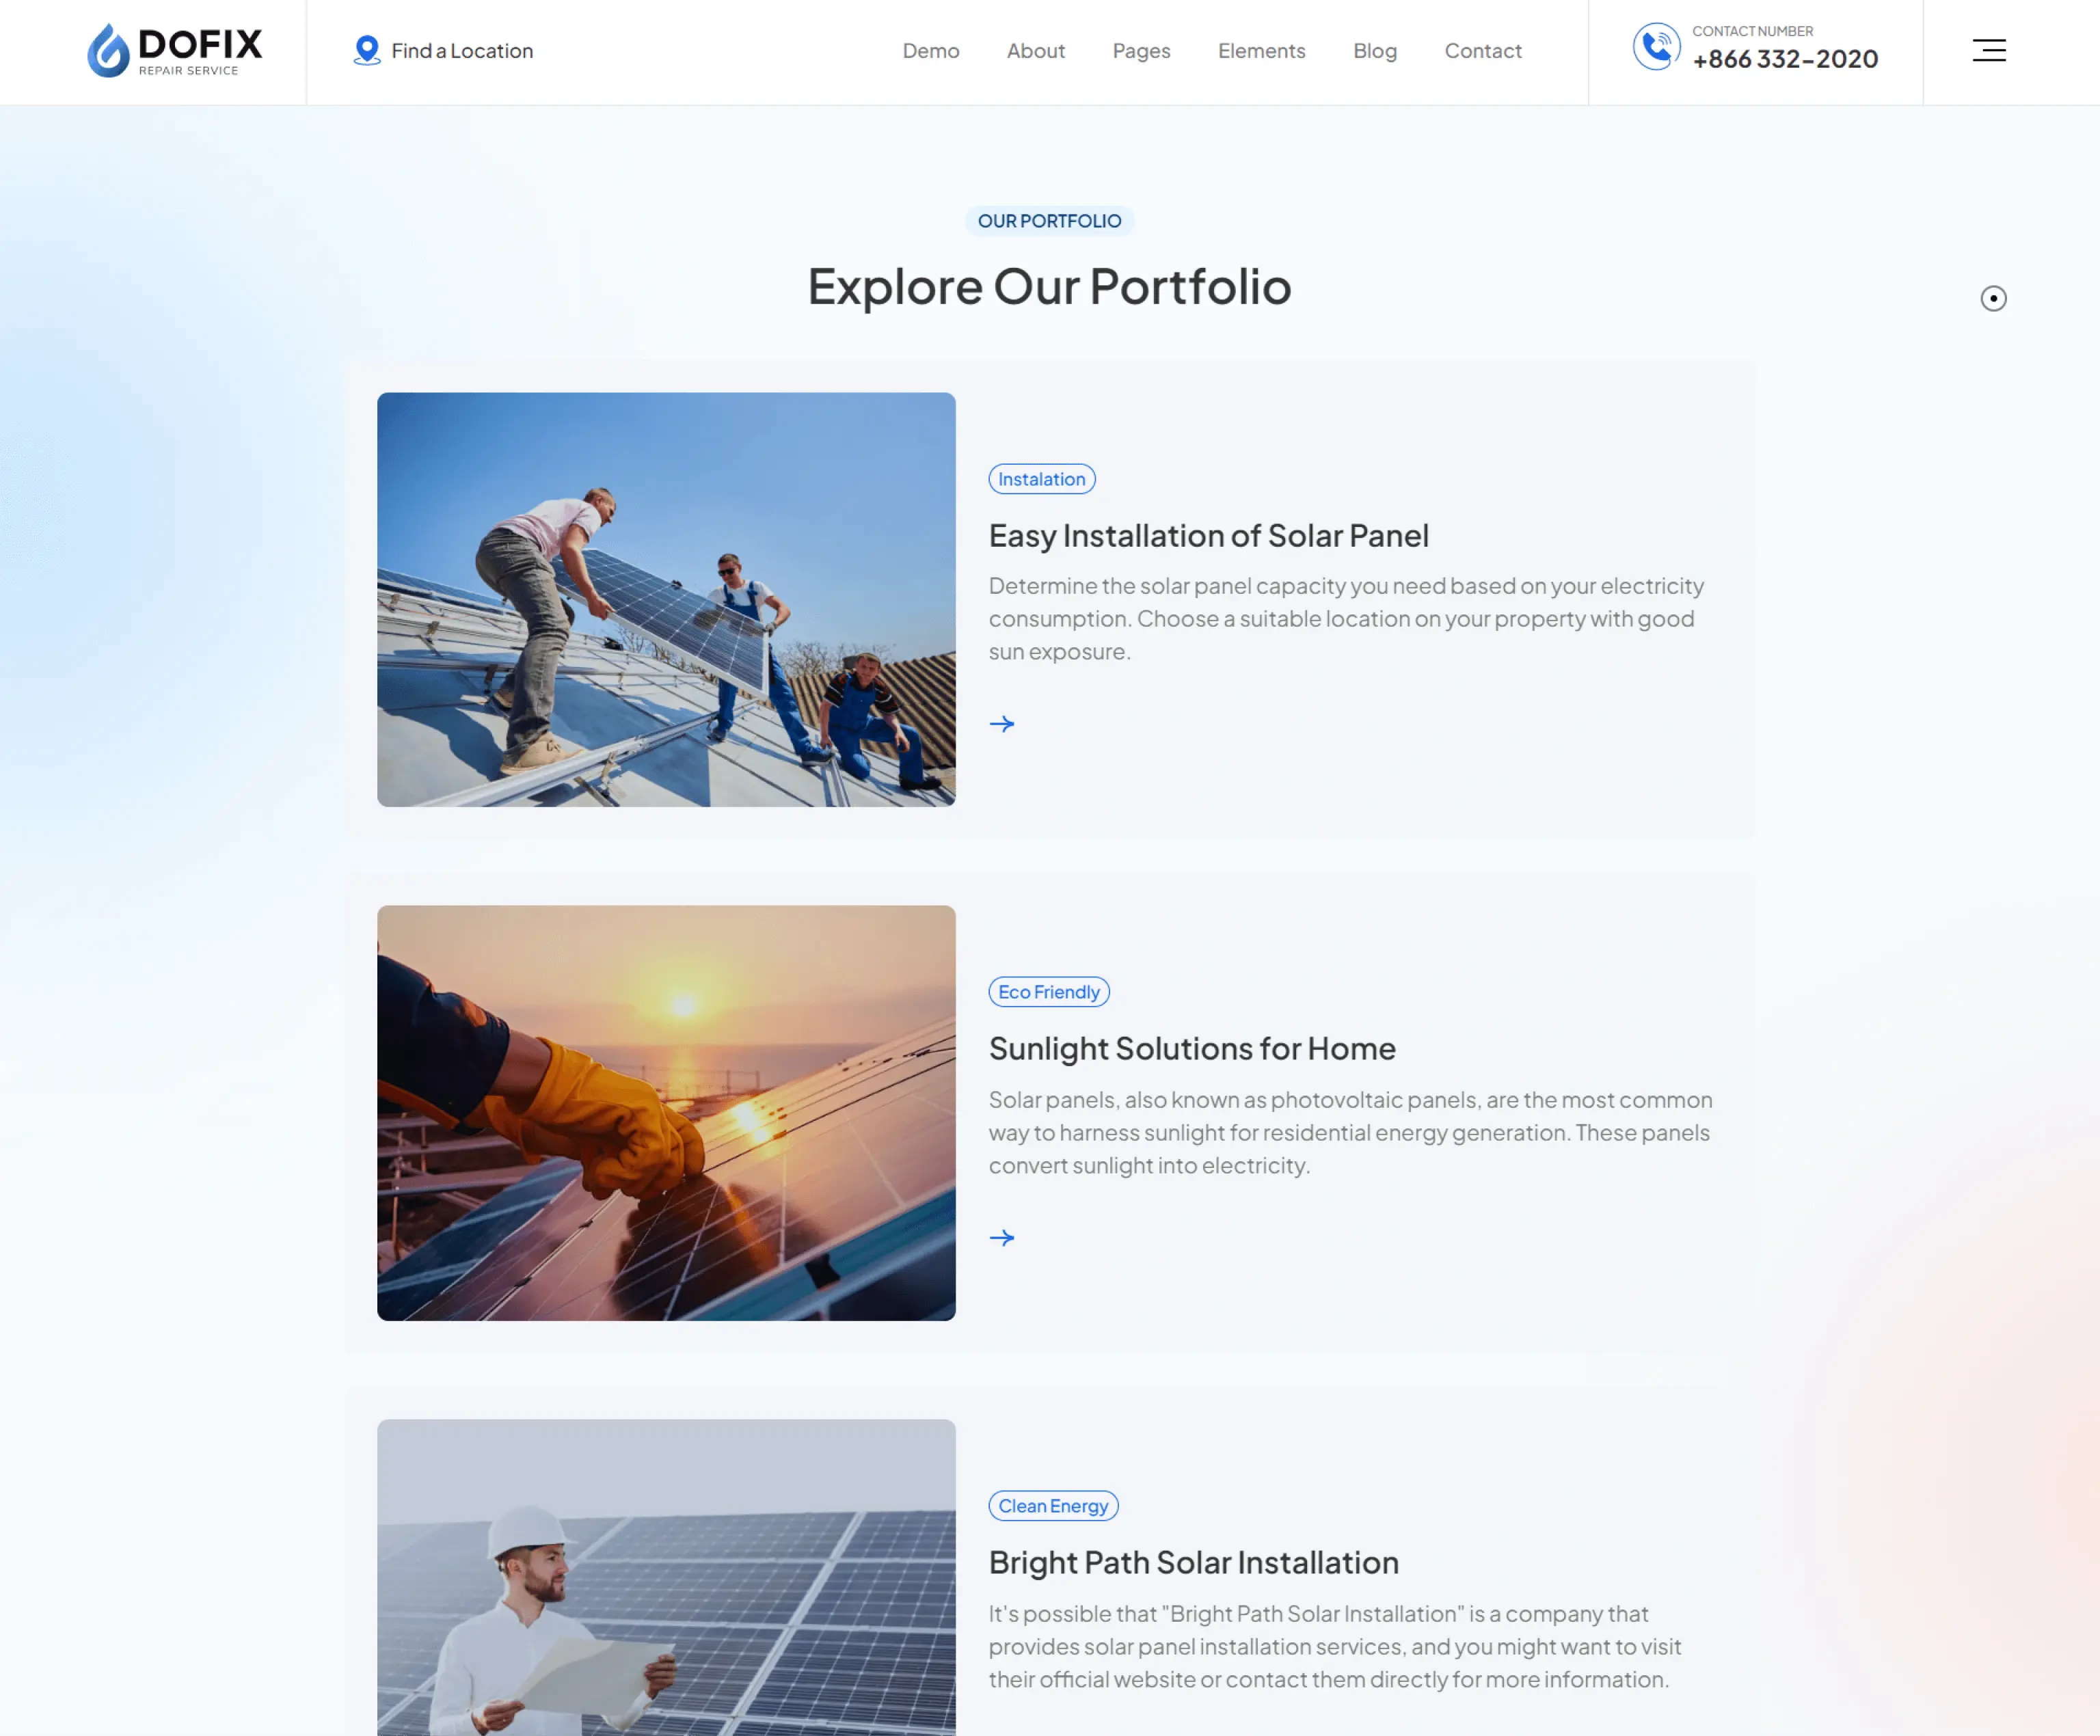 DOFIX
REPAIR SERVICE
Find a Location
Demo
About
Pages
Elements
Blog
Contact
CONTACT NUMBER
+866 332-2020
OUR PORTFOLIO
Explore Our Portfolio
Instalation
Easy Installation of Solar Panel
Determine the solar panel capacity you need based on your electricity
consumption. Choose a suitable location on your property with good
sun exposure.
Eco Friendly
Sunlight Solutions for Home
Solar panels, also known as photovoltaic panels, are the most common
way to harness sunlight for residential energy generation. These panels
convert sunlight into electricity.
Clean Energy
Bright Path Solar Installation
It's possible that "Bright Path Solar Installation" is a company that
provides solar panel installation services, and you might want to visit
their official website or contact them directly for more information.